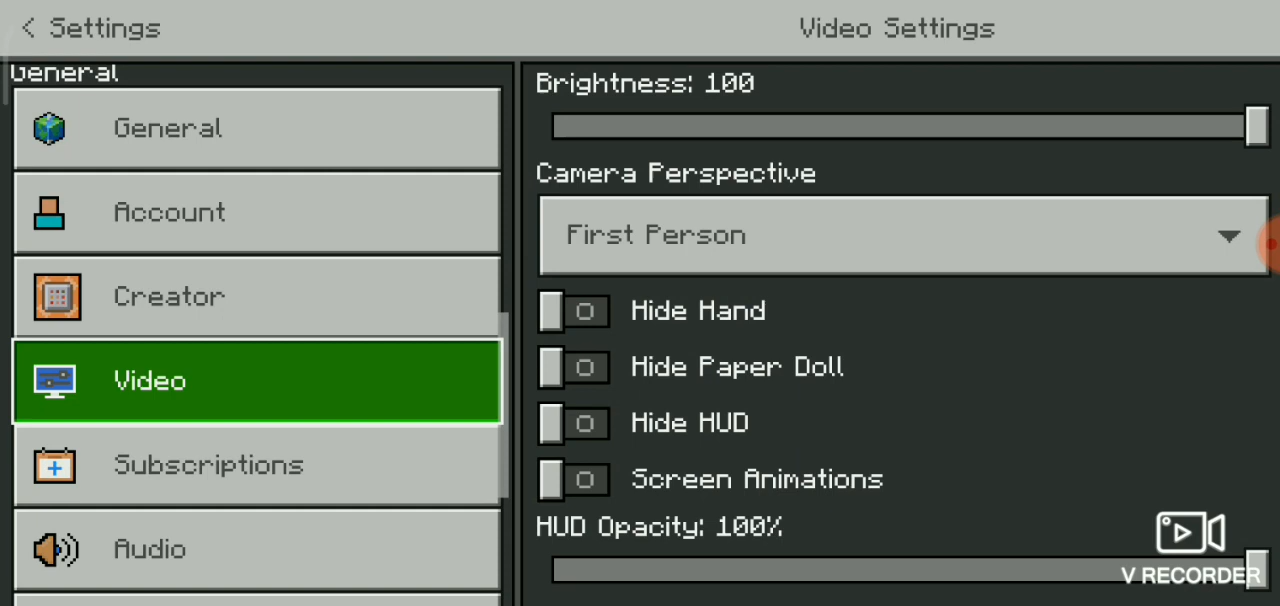 Settings
Video Settings
General
General
Account
Creator
Video
Subscriptions
Audio
Brightness: 100
Camera Perspective
First Person
Hide Hand
Hide Paper Doll
Hide HUD
Screen Animations
HUD Opacity: 100%
V RECORDER